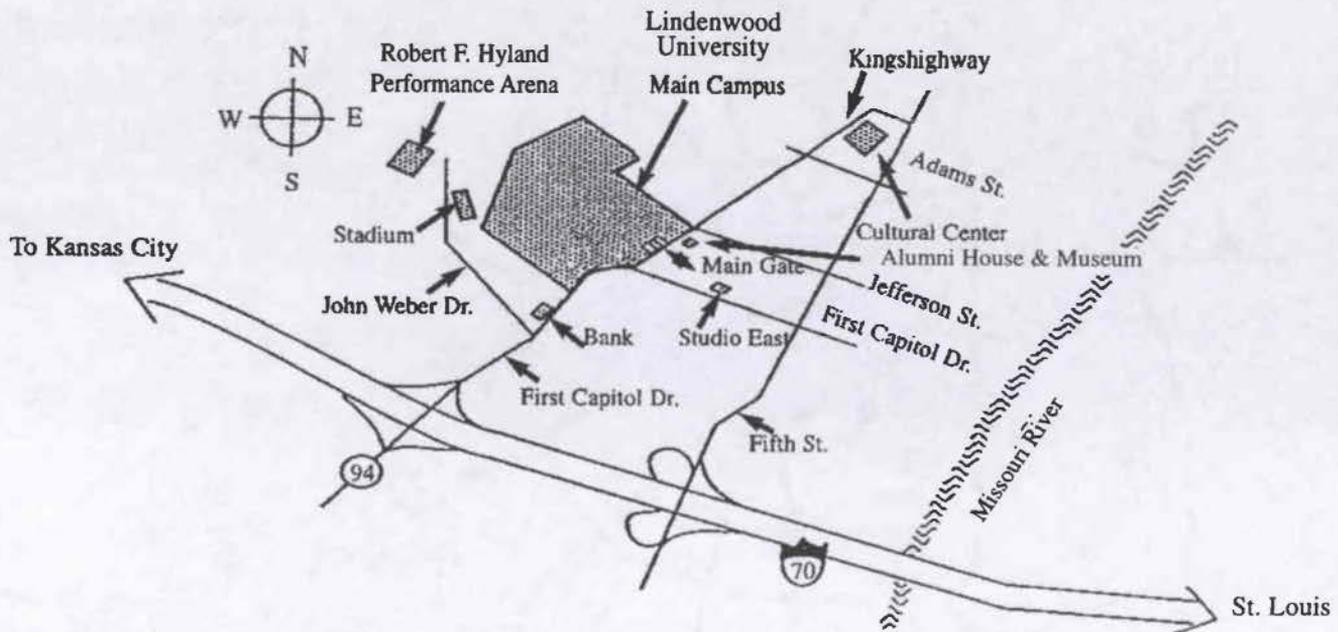 Lindenwood
University
Main Campus
Robert F. Hyland
Performance Arena
Kingshighway
N
W
E
S
Adams St.
Stadium
Cultural Center
To Kansas City
Main Gate
Alumni House & Museum
Jefferson St.
John Weber Dr.
Bank
Studio East
First Capitol Dr.
First Capitol Dr.
Fifth St.
Missouri River
94
70
St. Louis